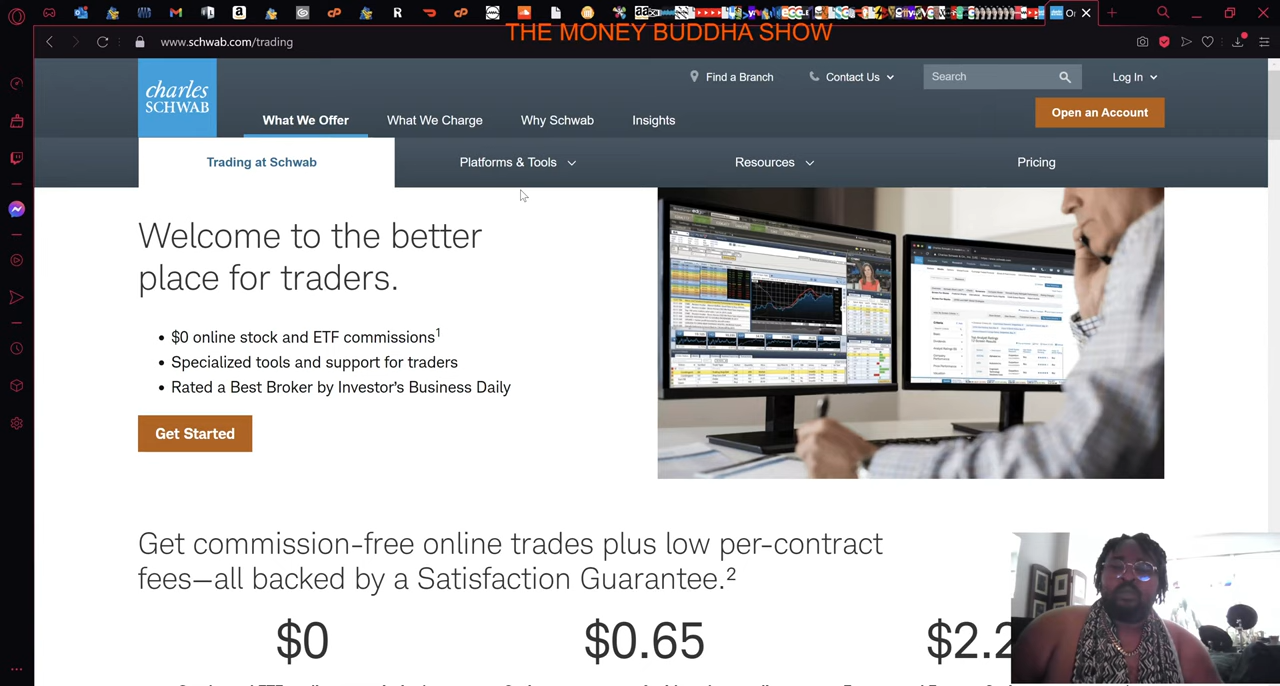 THE MONEY BUDDHA SHOW
www.schwab.com/trading
Find a Branch
Contact Us
Search
Log In
charles
SCHWAB
What We Offer
What We Charge
Why Schwab
Insights
Open an Account
Trading at Schwab
Platforms & Tools
Resources
Pricing
Welcome to the better
place for traders.
• $0 online stock and ETF commissions¹
• Specialized tools and support for traders
• Rated a Best Broker by Investor's Business Daily
Get Started
Get commission-free online trades plus low per-contract
fees—all backed by a Satisfaction Guarantee.²
$0
$0.65
$2.2